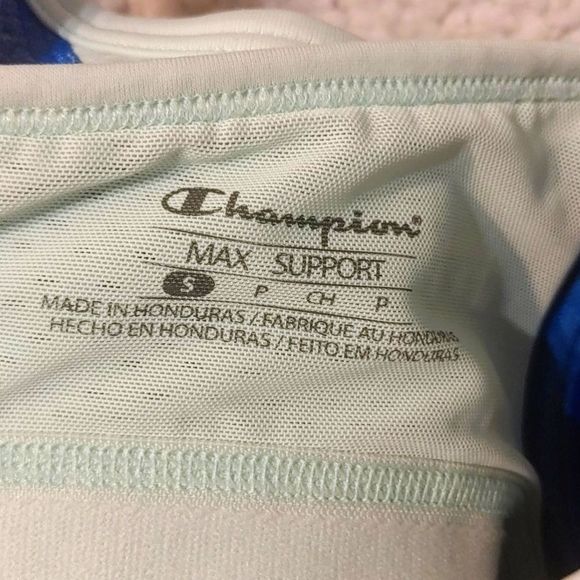 Champion
MAX SUPPORT
S P CH P
MADE IN HONDURAS / FABRIQUE AU HONDURAS
HECHO EN HONDURAS / FEITO EM HONDURAS